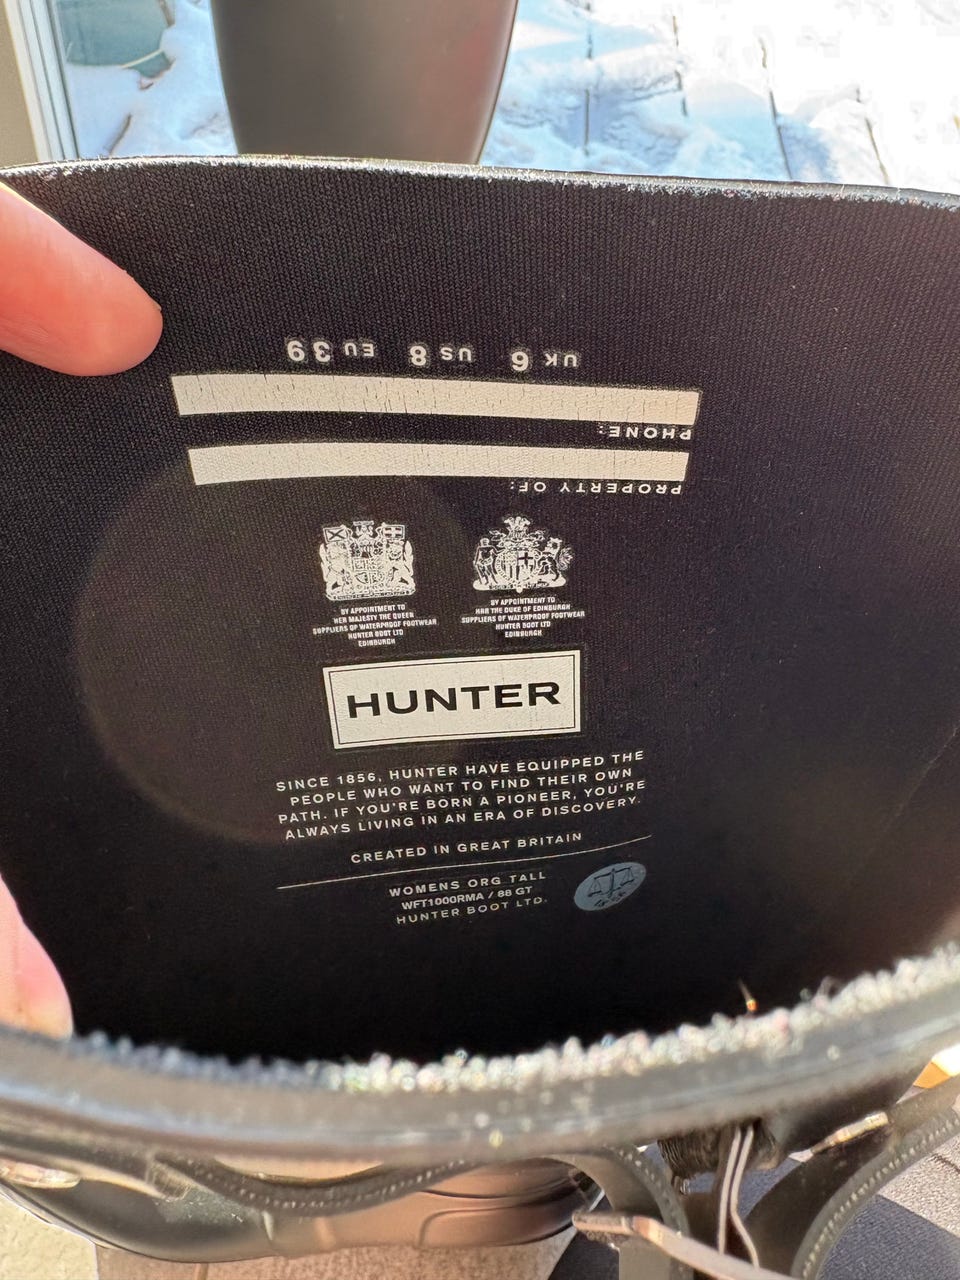 UK 6 US 8 EU 39
PHONE:
PROPERTY OF:
BY APPOINTMENT TO
HER MAJESTY THE QUEEN
SUPPLIERS OF WATERPROOF FOOTWEAR
HUNTER BOOT LTD
EDINBURGH
BY APPOINTMENT TO
HRH THE DUKE OF EDINBURGH
SUPPLIERS OF WATERPROOF FOOTWEAR
HUNTER BOOT LTD
EDINBURGH
HUNTER
SINCE 1856, HUNTER HAVE EQUIPPED THE
PEOPLE WHO WANT TO FIND THEIR OWN
PATH. IF YOU'RE BORN A PIONEER, YOU'RE
ALWAYS LIVING IN AN ERA OF DISCOVERY.
CREATED IN GREAT BRITAIN
WOMENS ORG TALL
WFT1000RMA / 88 GT
HUNTER BOOT LTD.